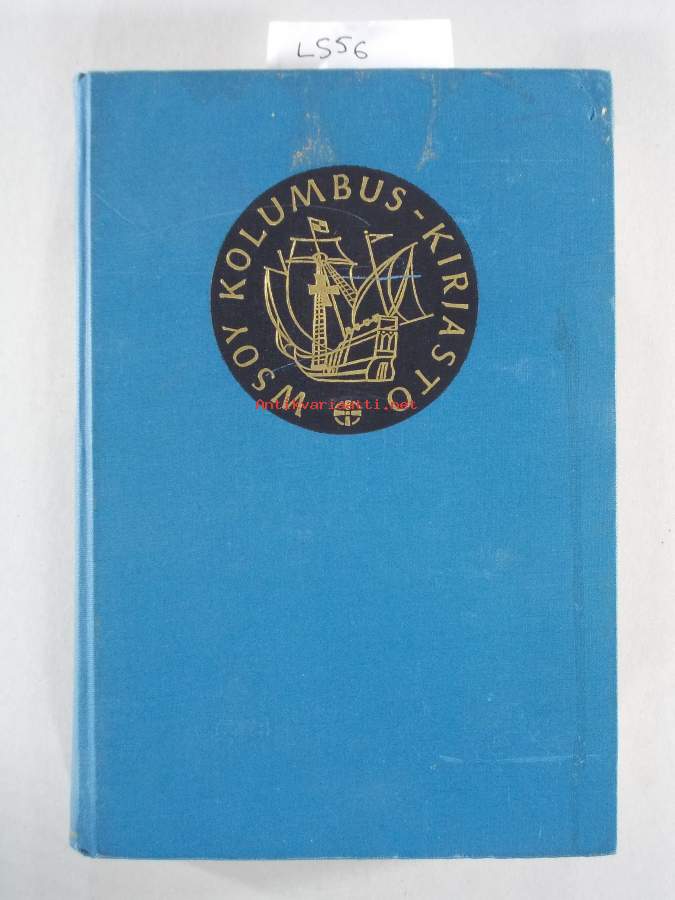 LS56
WSOY KOLUMBUS-KIRJASTO
Antikvariaatti.net